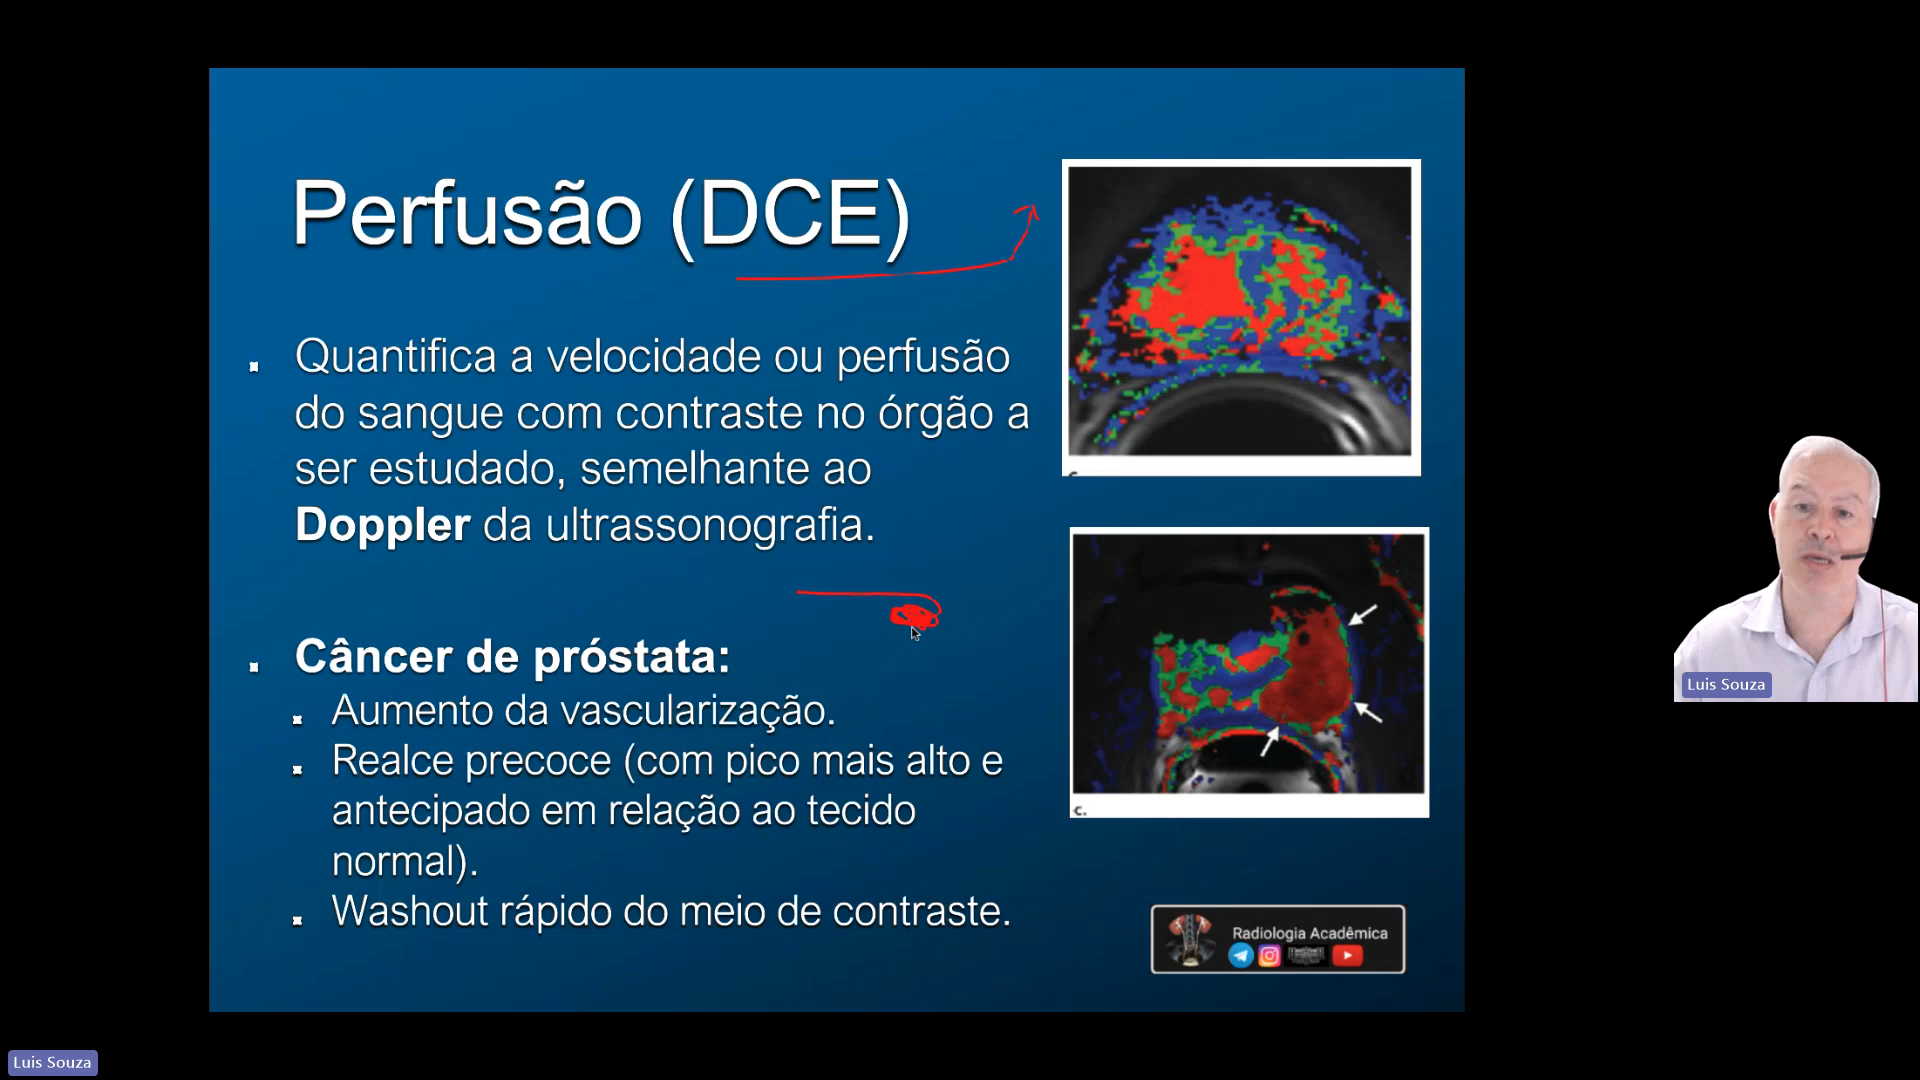 Perfusão (DCE)
Quantifica a velocidade ou perfusão
do sangue com contraste no órgão a
ser estudado, semelhante ao
Doppler da ultrassonografia.
Câncer de próstata:
Aumento da vascularização.
Realce precoce (com pico mais alto e
antecipado em relação ao tecido
normal).
Washout rápido do meio de contraste.
c.
Radiologia Acadêmica
Luis Souza
Luis Souza